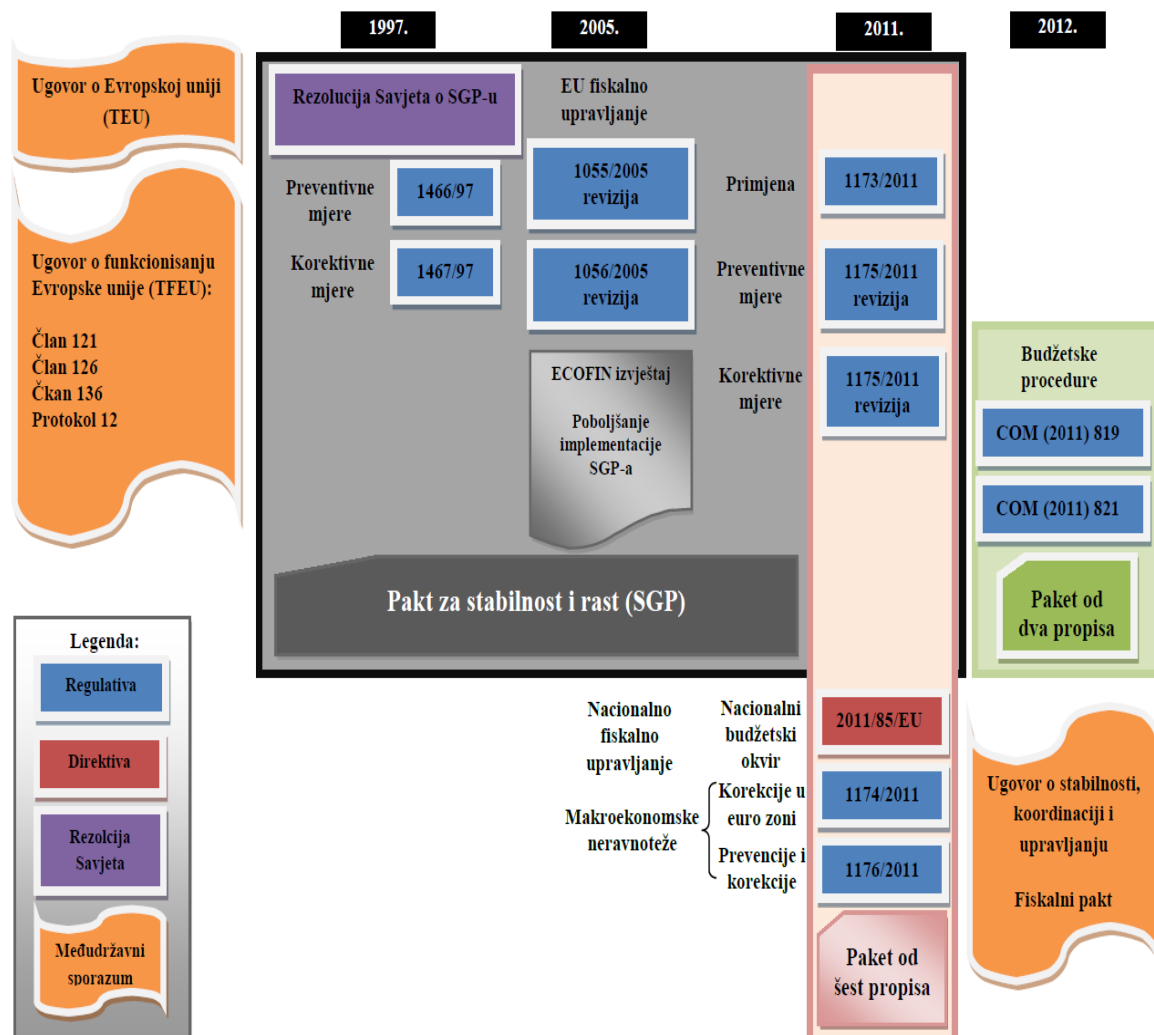 1997.
2005.
2011.
2012.
Ugovor o Evropskoj uniji
(TEU)
Ugovor o funkcionisanju
Evropske unije (TFEU):
Član 121
Član 126
Čkan 136
Protokol 12
Rezolucija Savjeta o SGP-u
Preventivne
mjere
1466/97
Korektivne
mjere
1467/97
EU fiskalno
upravljanje
1055/2005
revizija
1056/2005
revizija
ECOFIN izvještaj
Poboljšanje
implementacije
SGP-a
Primjena
1173/2011
Preventivne
mjere
1175/2011
revizija
Korektivne
mjere
1175/2011
revizija
Pakt za stabilnost i rast (SGP)
Budžetske
procedure
COM (2011) 819
COM (2011) 821
Paket od
dva propisa
Legenda:
Regulativa
Direktiva
Rezolcija
Savjeta
Međudržavni
sporazum
Nacionalno
fiskalno
upravljanje
Nacionalni
budžetski
okvir
2011/85/EU
Makroekonomske
neravnoteže
Korekcije u
euro zoni
1174/2011
Prevencije i
korekcije
1176/2011
Paket od
šest propisa
Ugovor o stabilnosti,
koordinaciji i
upravljanju
Fiskalni pakt